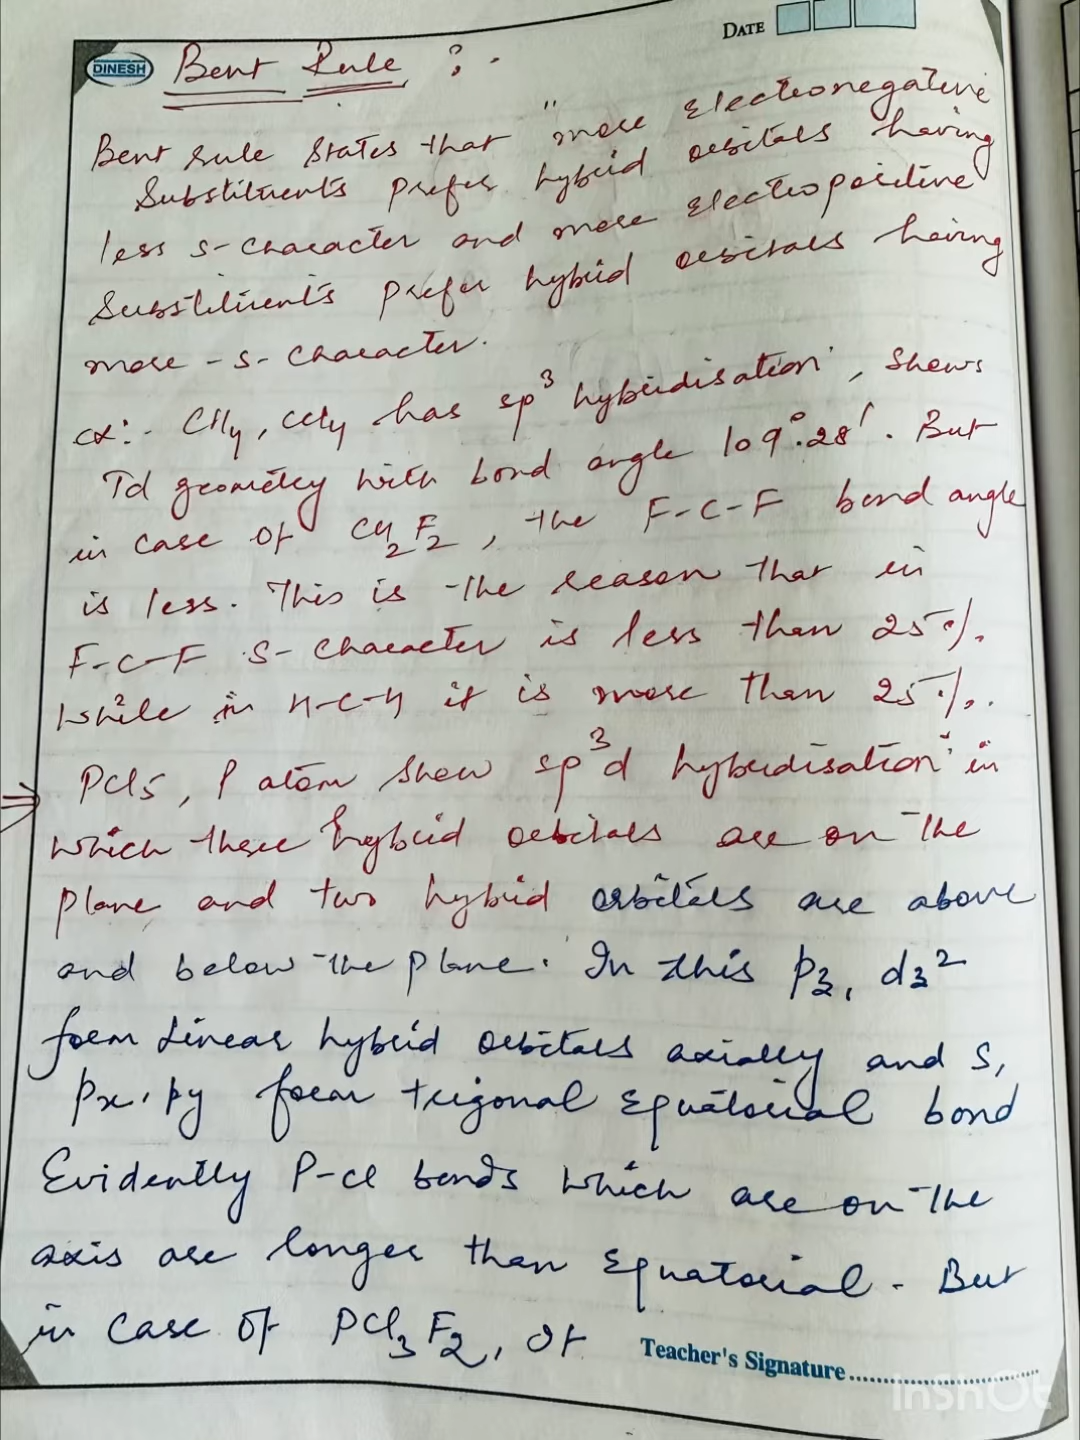 DATE
DINESH
Bent Rule :-
Bent rule states that "more electronegative
Substituents prefer hybrid orbitals having
less s-character and more electropositive
Substituents prefer hybrid orbitals having
more -s- character.
ex:- CH4, CCl4 has sp3 hybridisation, shows
Td geometry with bond angle 109°.28'. But
in case of CH2F2, the F-C-F bond angle
is less. This is the reason that in
F-C-F S-character is less than 25%.
while in H-C-H it is more than 25%.
⇒ PCl5, P atom show sp3d hybridisation in
which three hybrid orbitals are on the
plane and two hybrid orbitals are above
and below the plane. In this pz, dz2
form Linear hybrid orbitals axially and s,
px, py form trigonal Equatorial bond
Evidently P-cl bonds which are on the
axis are longer than Equatorial. But
in case of PCl3F2, It
Teacher's Signature
InShOt